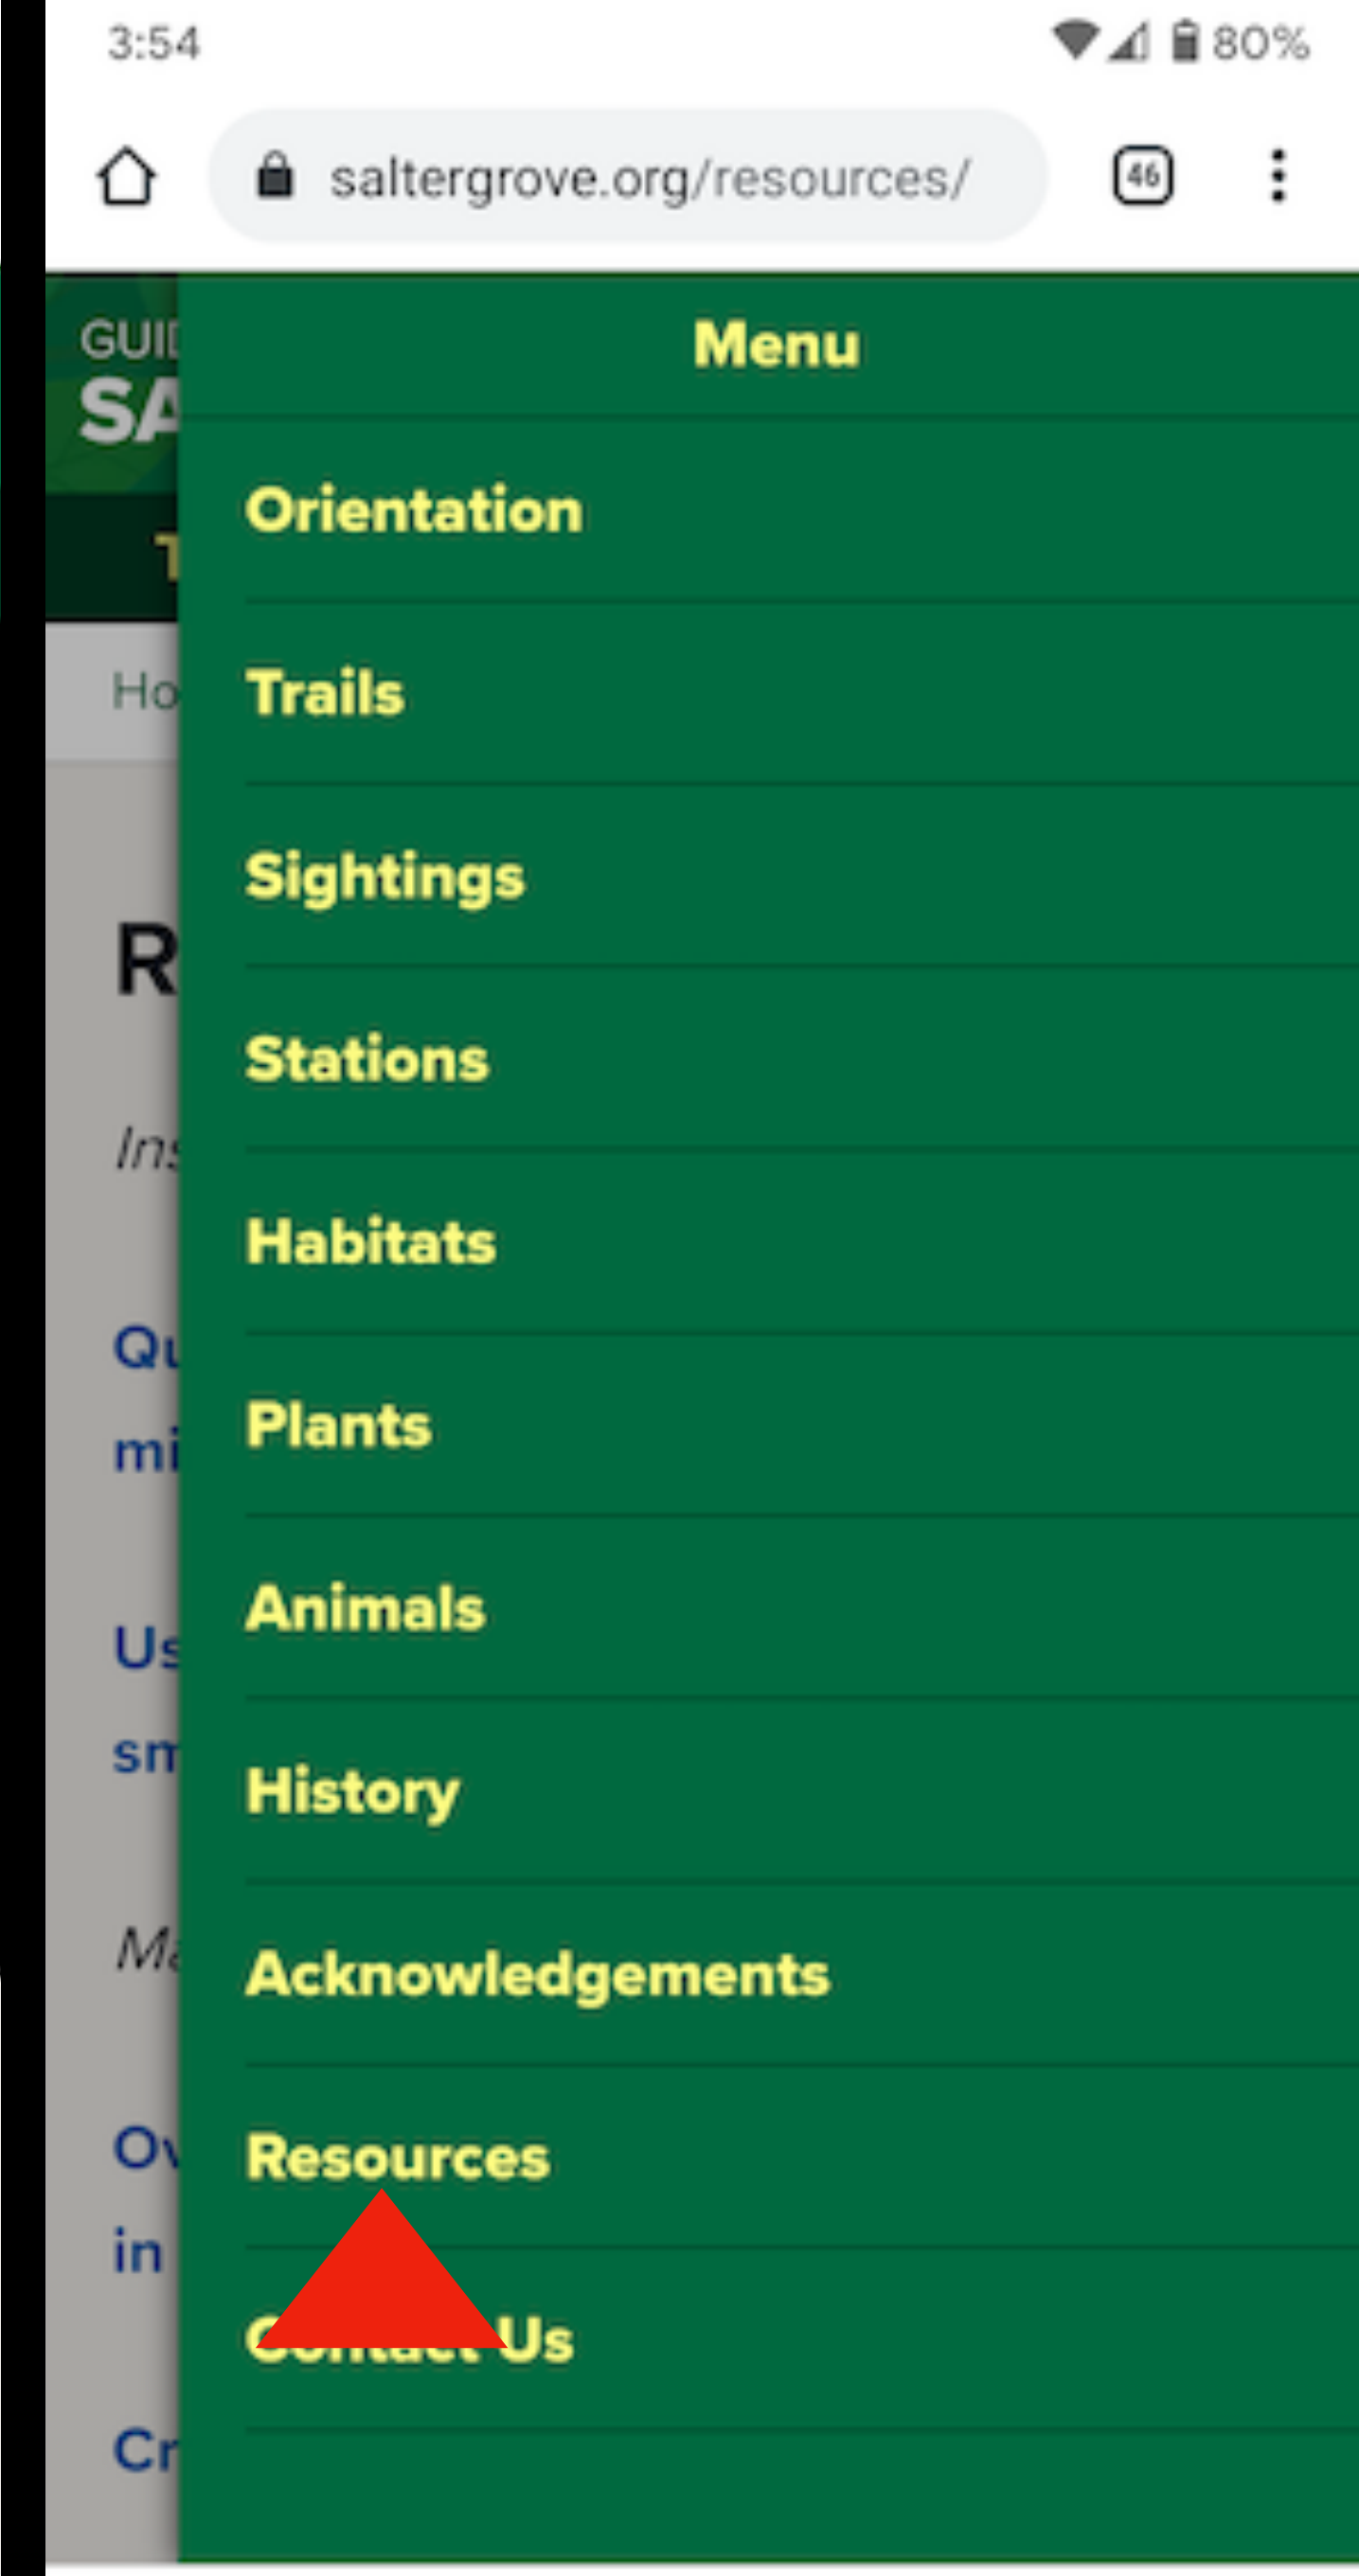 3:54 80%
saltergrove.org/resources/ 46
Menu
Orientation
Trails
Sightings
Stations
Habitats
Plants
Animals
History
Acknowledgements
Resources
Contact Us